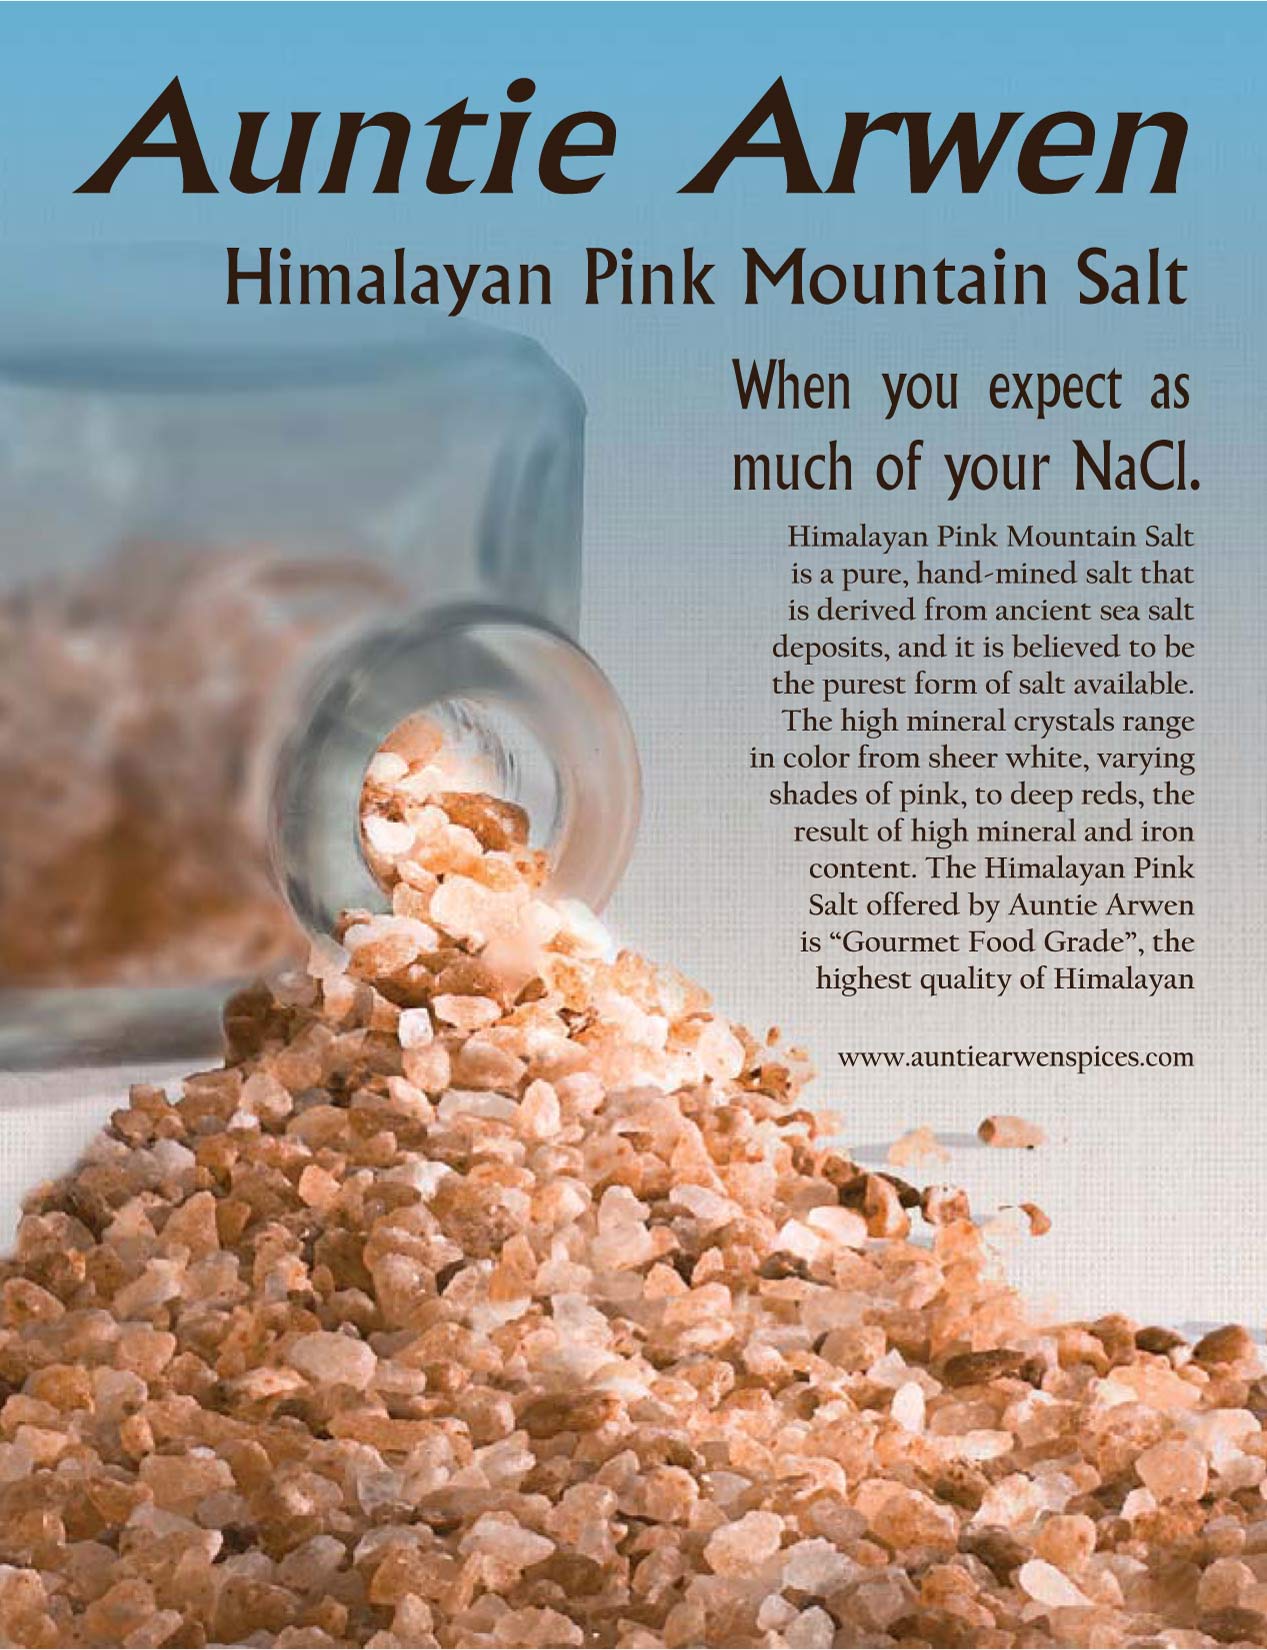 Auntie Arwen
Himalayan Pink Mountain Salt
When you expect as
much of your NaCl.
Himalayan Pink Mountain Salt
is a pure, hand-mined salt that
is derived from ancient sea salt
deposits, and it is believed to be
the purest form of salt available.
The high mineral crystals range
in color from sheer white, varying
shades of pink, to deep reds, the
result of high mineral and iron
content. The Himalayan Pink
Salt offered by Auntie Arwen
is “Gourmet Food Grade”, the
highest quality of Himalayan
www.auntiearwenspices.com